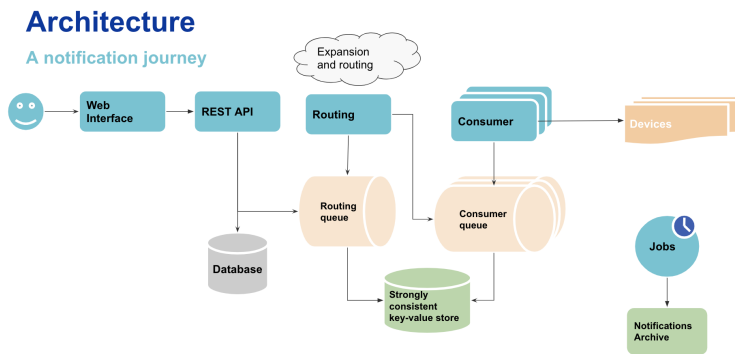 Architecture
A notification journey
Expansion
and routing
Web
Interface
REST API
Routing
Consumer
Devices
Routing
queue
Consumer
queue
Database
Jobs
Strongly
consistent
key-value store
Notifications
Archive